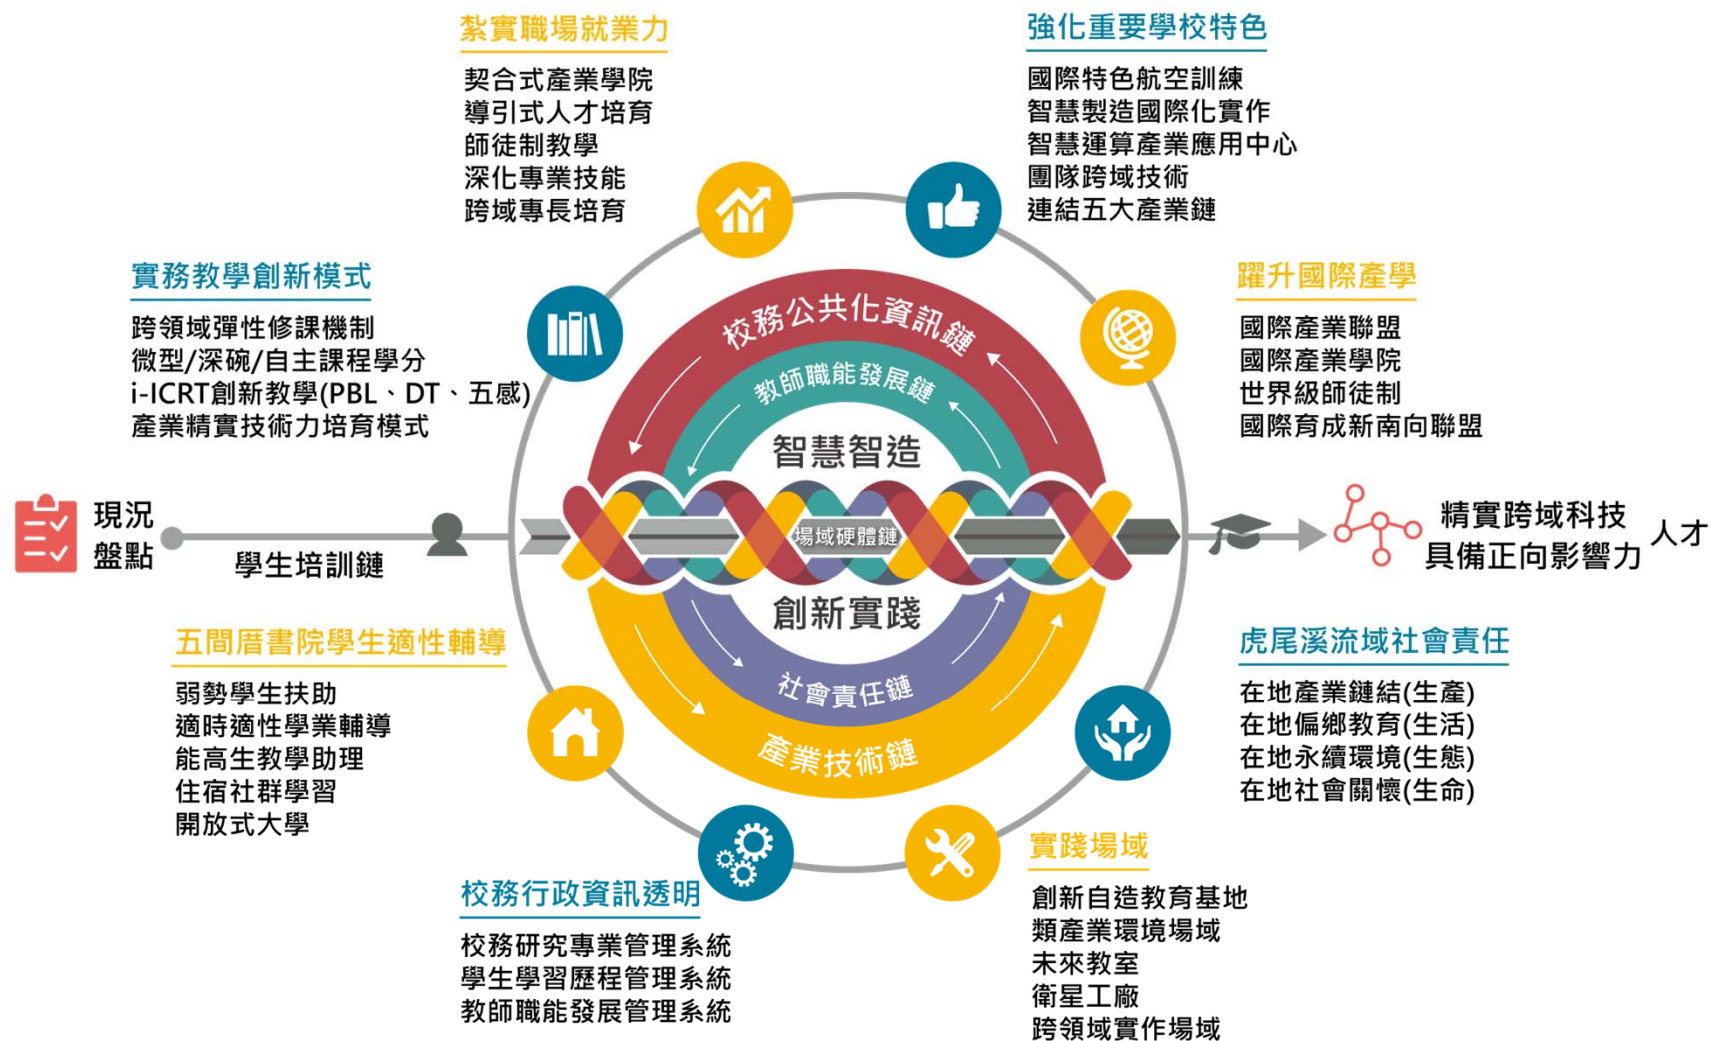 紮實職場就業力
契合式產業學院
導引式人才培育
師徒制教學
深化專業技能
跨域專長培育
強化重要學校特色
國際特色航空訓練
智慧製造國際化實作
智慧運算產業應用中心
團隊跨域技術
連結五大產業鏈
實務教學創新模式
跨領域彈性修課機制
微型/深碗/自主課程學分
i-ICRT創新教學(PBL、DT、五感)
產業精實技術力培育模式
躍升國際產學
國際產業聯盟
國際產業學院
世界級師徒制
國際育成新南向聯盟
校務公共化資訊鏈
教師職能發展鏈
智慧智造
場域硬體鏈
創新實踐
社會責任鏈
產業技術鏈
現況
盤點
學生培訓鏈
精實跨域科技
具備正向影響力
人才
五間厝書院學生適性輔導
弱勢學生扶助
適時適性學業輔導
能高生教學助理
住宿社群學習
開放式大學
虎尾溪流域社會責任
在地產業鏈結(生產)
在地偏鄉教育(生活)
在地永續環境(生態)
在地社會關懷(生命)
校務行政資訊透明
校務研究專業管理系統
學生學習歷程管理系統
教師職能發展管理系統
實踐場域
創新自造教育基地
類產業環境場域
未來教室
衛星工廠
跨領域實作場域